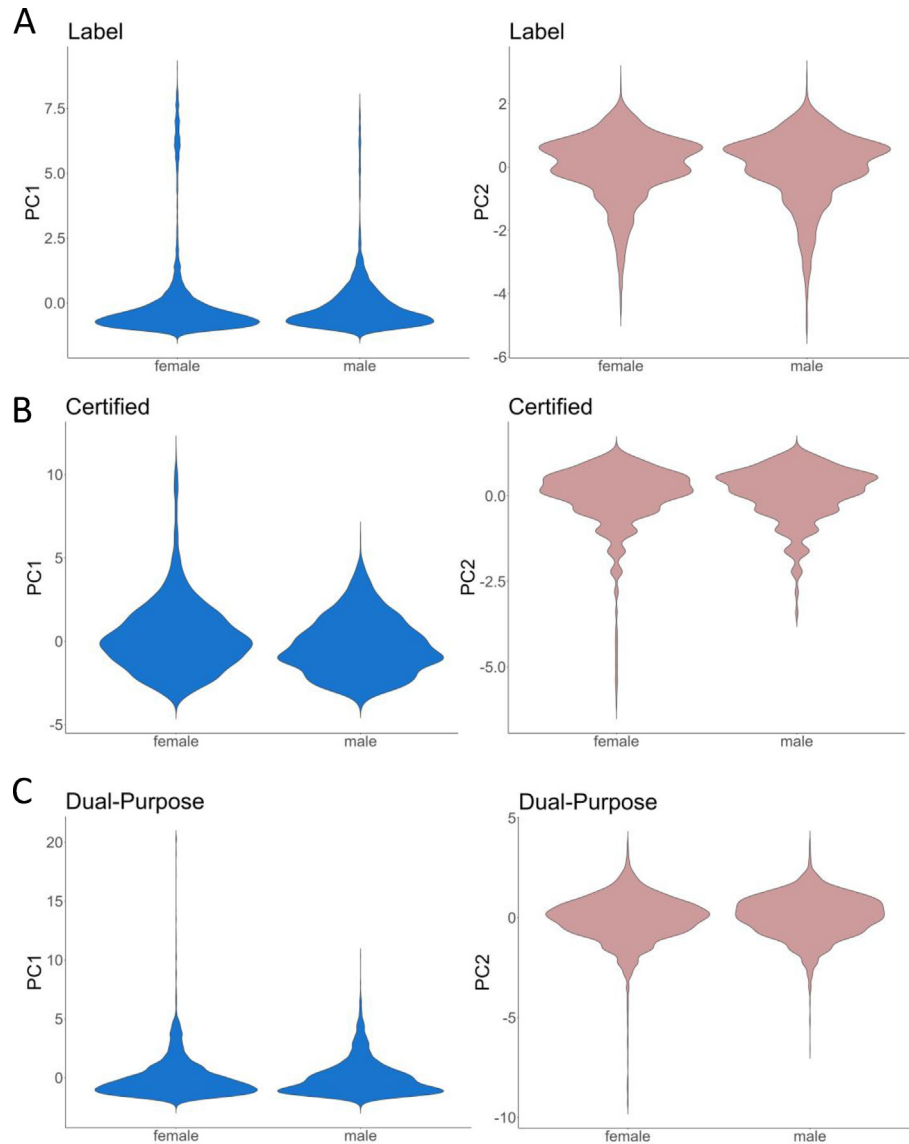 A
Label
PC1
7.5
5.0
2.5
0.0
female male
Label
PC2
2
0
-2
-4
-6
female male
B
Certified
PC1
10
5
0
-5
female male
Certified
PC2
0.0
-2.5
-5.0
female male
C
Dual-Purpose
PC1
20
15
10
5
0
female male
Dual-Purpose
PC2
5
0
-5
-10
female male